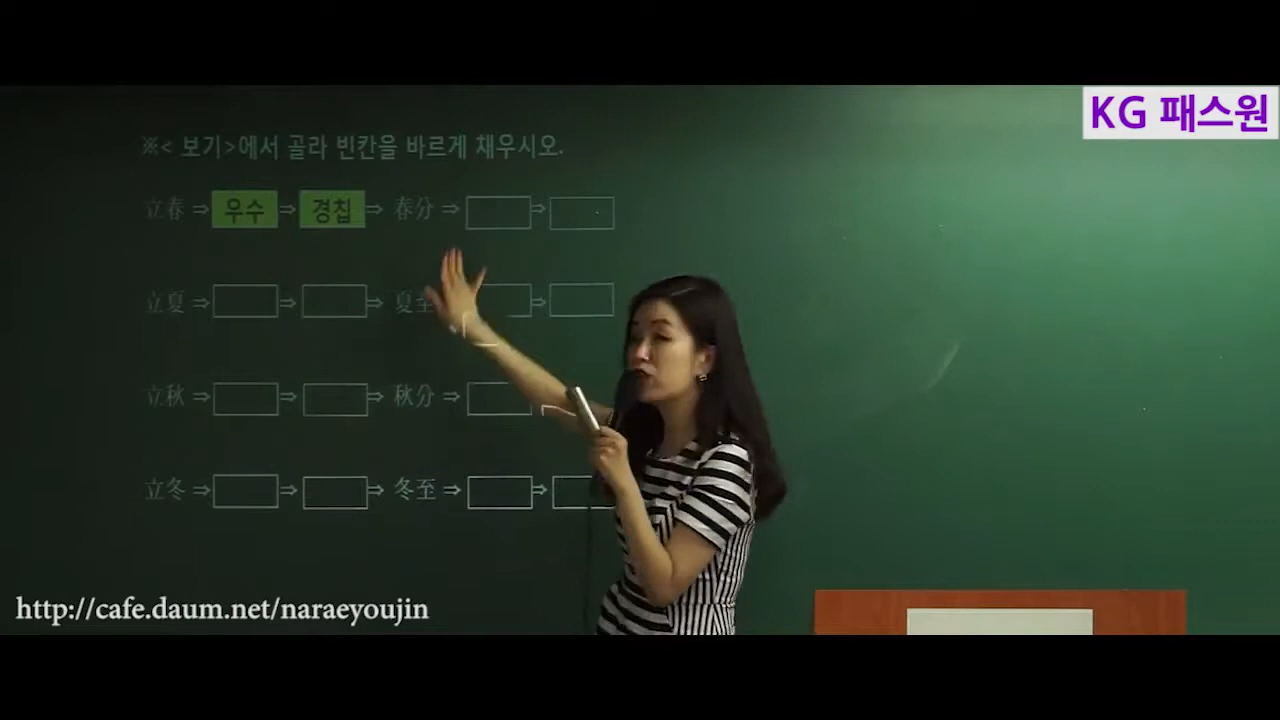 KG 패스원
※< 보기>에서 골라 빈칸을 바르게 채우시오.
立春 ⇒ 우수 ⇒ 경칩 ⇒ 春分 ⇒ ⇒
立夏 ⇒ ⇒ ⇒ 夏至 ⇒
立秋 ⇒ ⇒ ⇒ 秋分 ⇒
立冬 ⇒ ⇒ ⇒ 冬至 ⇒ ⇒
http://cafe.daum.net/naraeyoujin